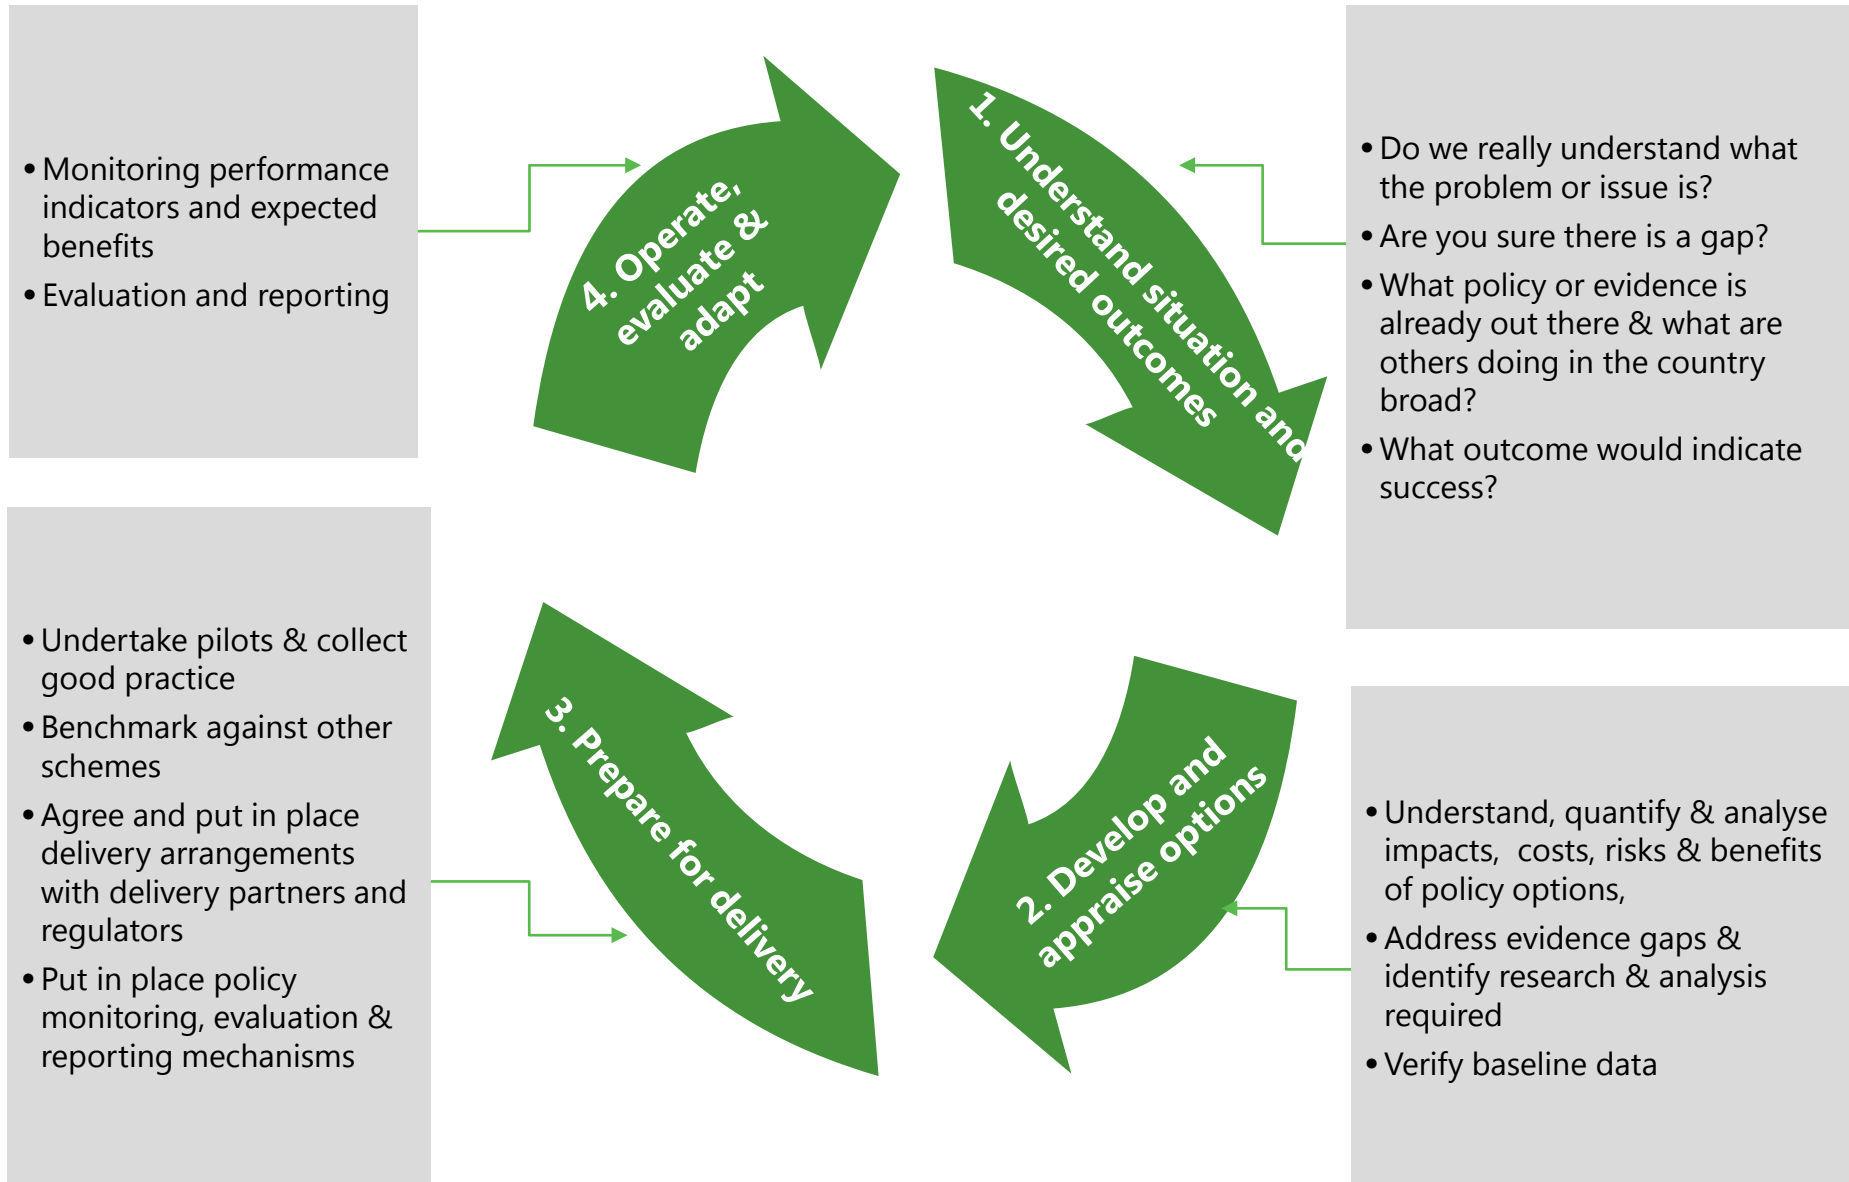 • Monitoring performance
indicators and expected
benefits
• Evaluation and reporting
4. Operate,
evaluate &
adapt
1. Understand situation and
desired outcomes
• Do we really understand what
the problem or issue is?
• Are you sure there is a gap?
• What policy or evidence is
already out there & what are
others doing in the country
broad?
• What outcome would indicate
success?
• Undertake pilots & collect
good practice
• Benchmark against other
schemes
• Agree and put in place
delivery arrangements
with delivery partners and
regulators
• Put in place policy
monitoring, evaluation &
reporting mechanisms
3. Prepare for delivery
2. Develop and
appraise options
• Understand, quantify & analyse
impacts,  costs, risks & benefits
of policy options,
• Address evidence gaps &
identify research & analysis
required
• Verify baseline data